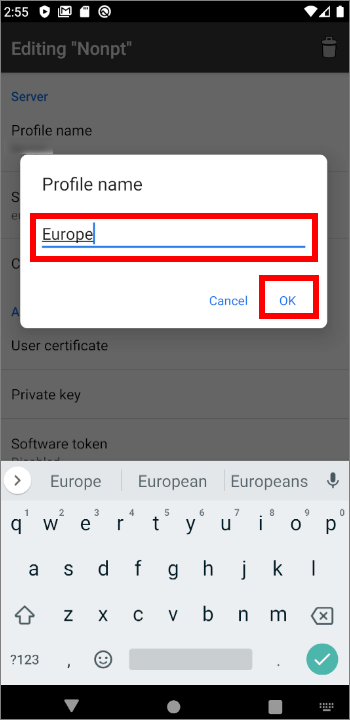 2:55
Editing "Nonpt"
Server
Profile name
Profile name
Europe
Cancel OK
User certificate
Private key
Software token
Disabled
Europe European Europeans
1 2 3 4 5 6 7 8 9 0
q w e r t y u i o p
a s d f g h j k l
z x c v b n m
?123 , .